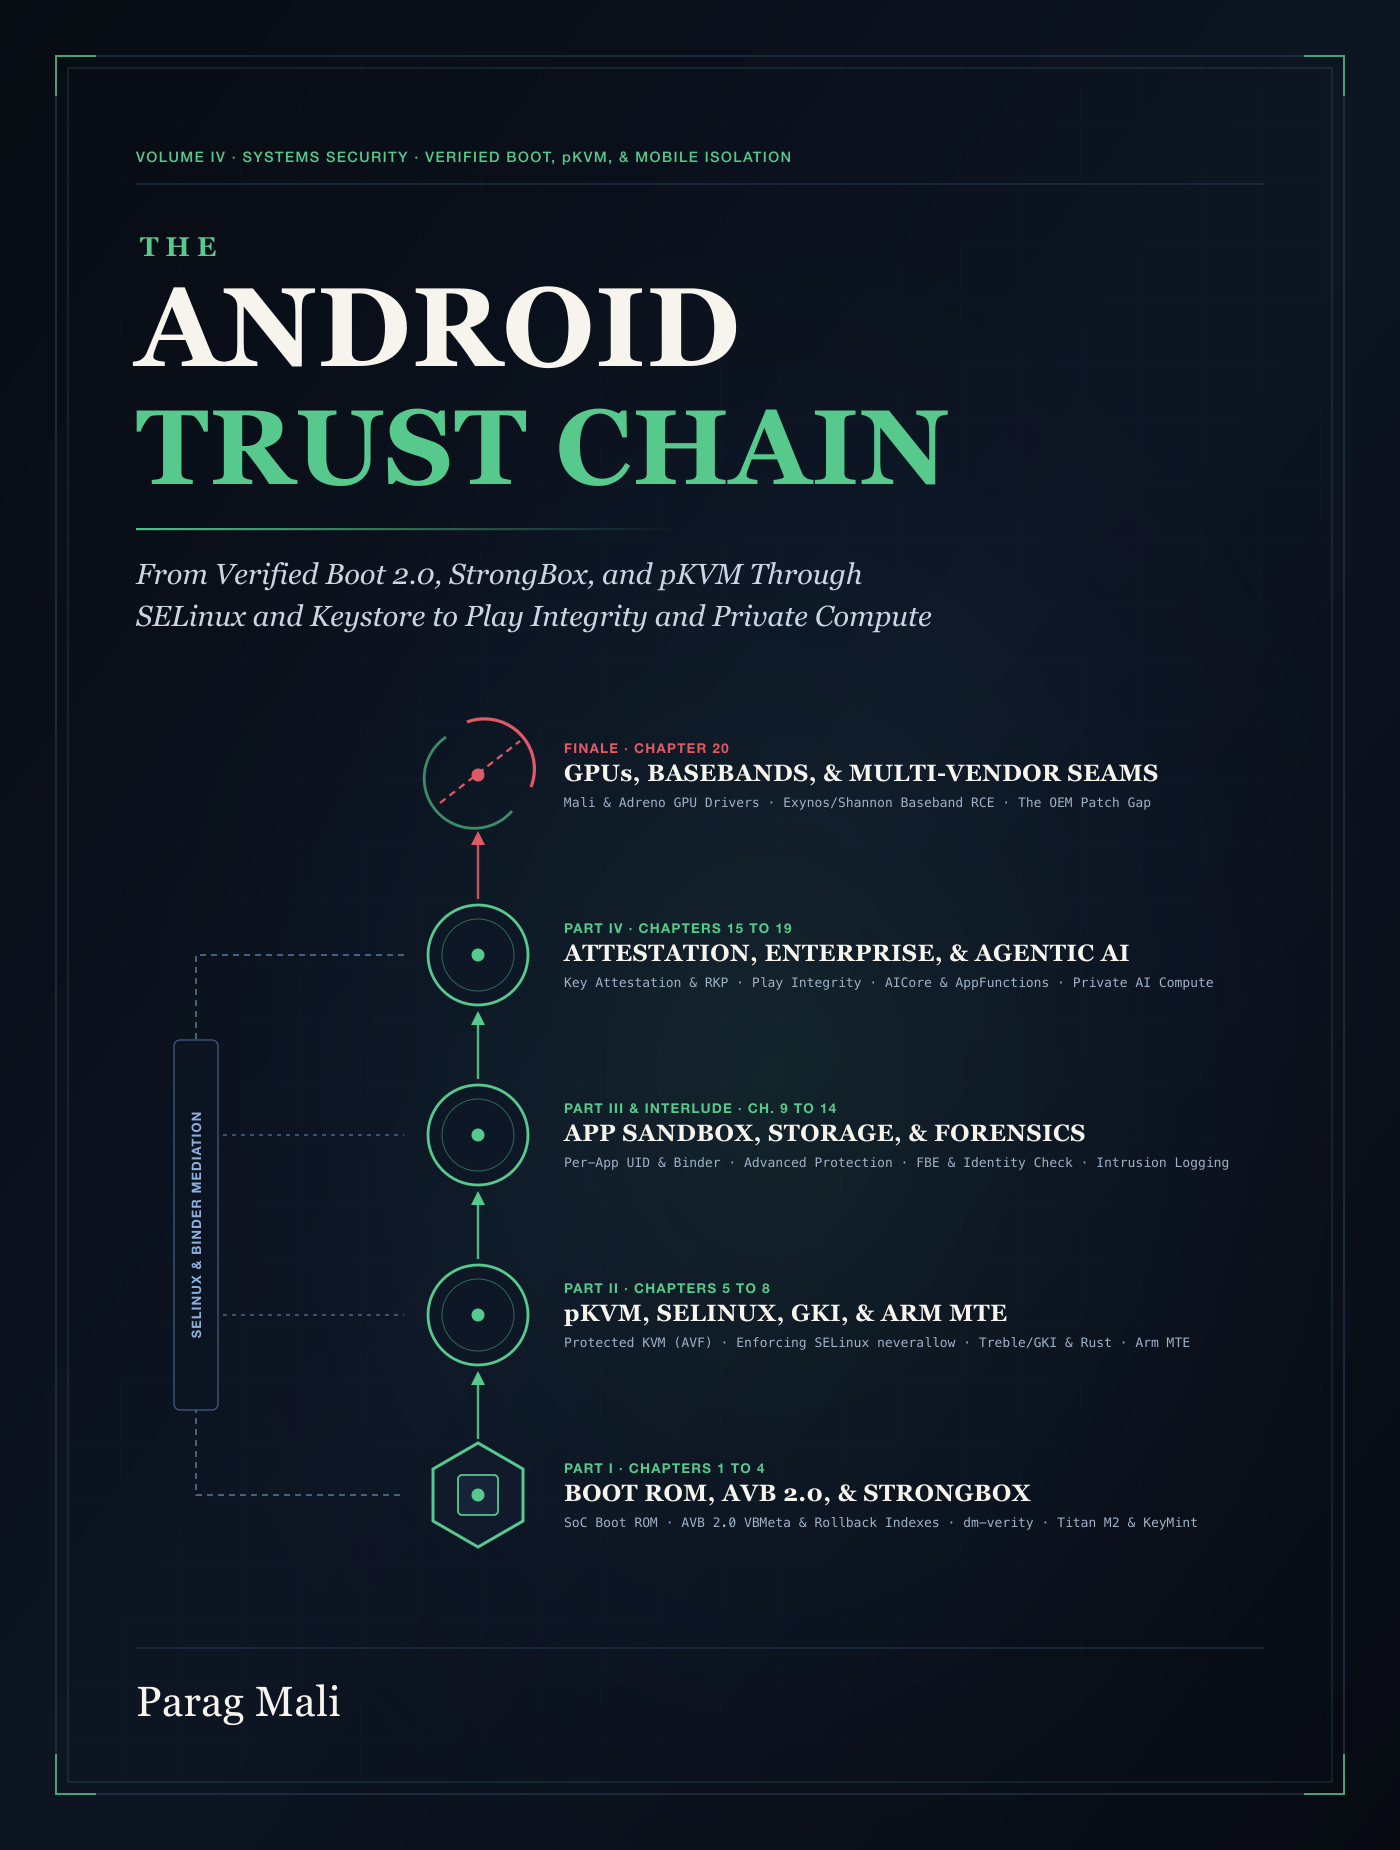 VOLUME IV · SYSTEMS SECURITY · VERIFIED BOOT, pKVM, & MOBILE ISOLATION
THE
ANDROID
TRUST CHAIN
From Verified Boot 2.0, StrongBox, and pKVM Through
SELinux and Keystore to Play Integrity and Private Compute
FINALE · CHAPTER 20
GPUs, BASEBANDS, & MULTI-VENDOR SEAMS
Mali & Adreno GPU Drivers · Exynos/Shannon Baseband RCE · The OEM Patch Gap
PART IV · CHAPTERS 15 TO 19
ATTESTATION, ENTERPRISE, & AGENTIC AI
Key Attestation & RKP · Play Integrity · AICore & AppFunctions · Private AI Compute
PART III & INTERLUDE · CH. 9 TO 14
APP SANDBOX, STORAGE, & FORENSICS
Per-App UID & Binder · Advanced Protection · FBE & Identity Check · Intrusion Logging
SELINUX & BINDER MEDIATION
PART II · CHAPTERS 5 TO 8
pKVM, SELINUX, GKI, & ARM MTE
Protected KVM (AVF) · Enforcing SELinux neverallow · Treble/GKI & Rust · Arm MTE
PART I · CHAPTERS 1 TO 4
BOOT ROM, AVB 2.0, & STRONGBOX
SoC Boot ROM · AVB 2.0 VBMeta & Rollback Indexes · dm-verity · Titan M2 & KeyMint
Parag Mali